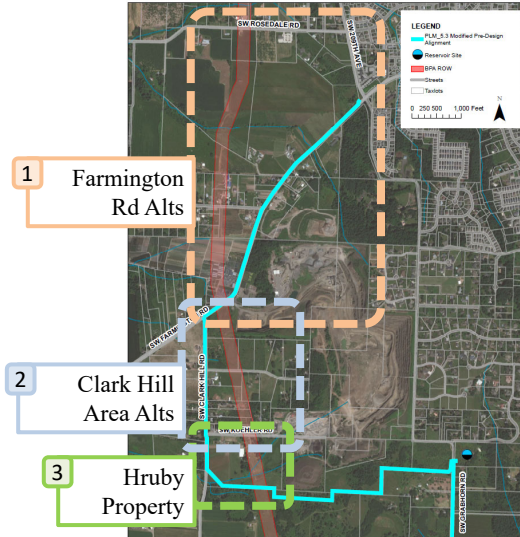 SW ROSEDALE RD
SW 209TH AVE
LEGEND
PLM_5.3 Modified Pre-Design
Alignment
Reservoir Site
BPA ROW
Streets
Taxlots
0 250 500 1,000 Feet
N
1
Farmington
Rd Alts
SW FARMINGTON RD
2
Clark Hill
Area Alts
SW CLARK HILL RD
SW KOEHLER RD
3
Hruby
Property
SW GRABHORN RD